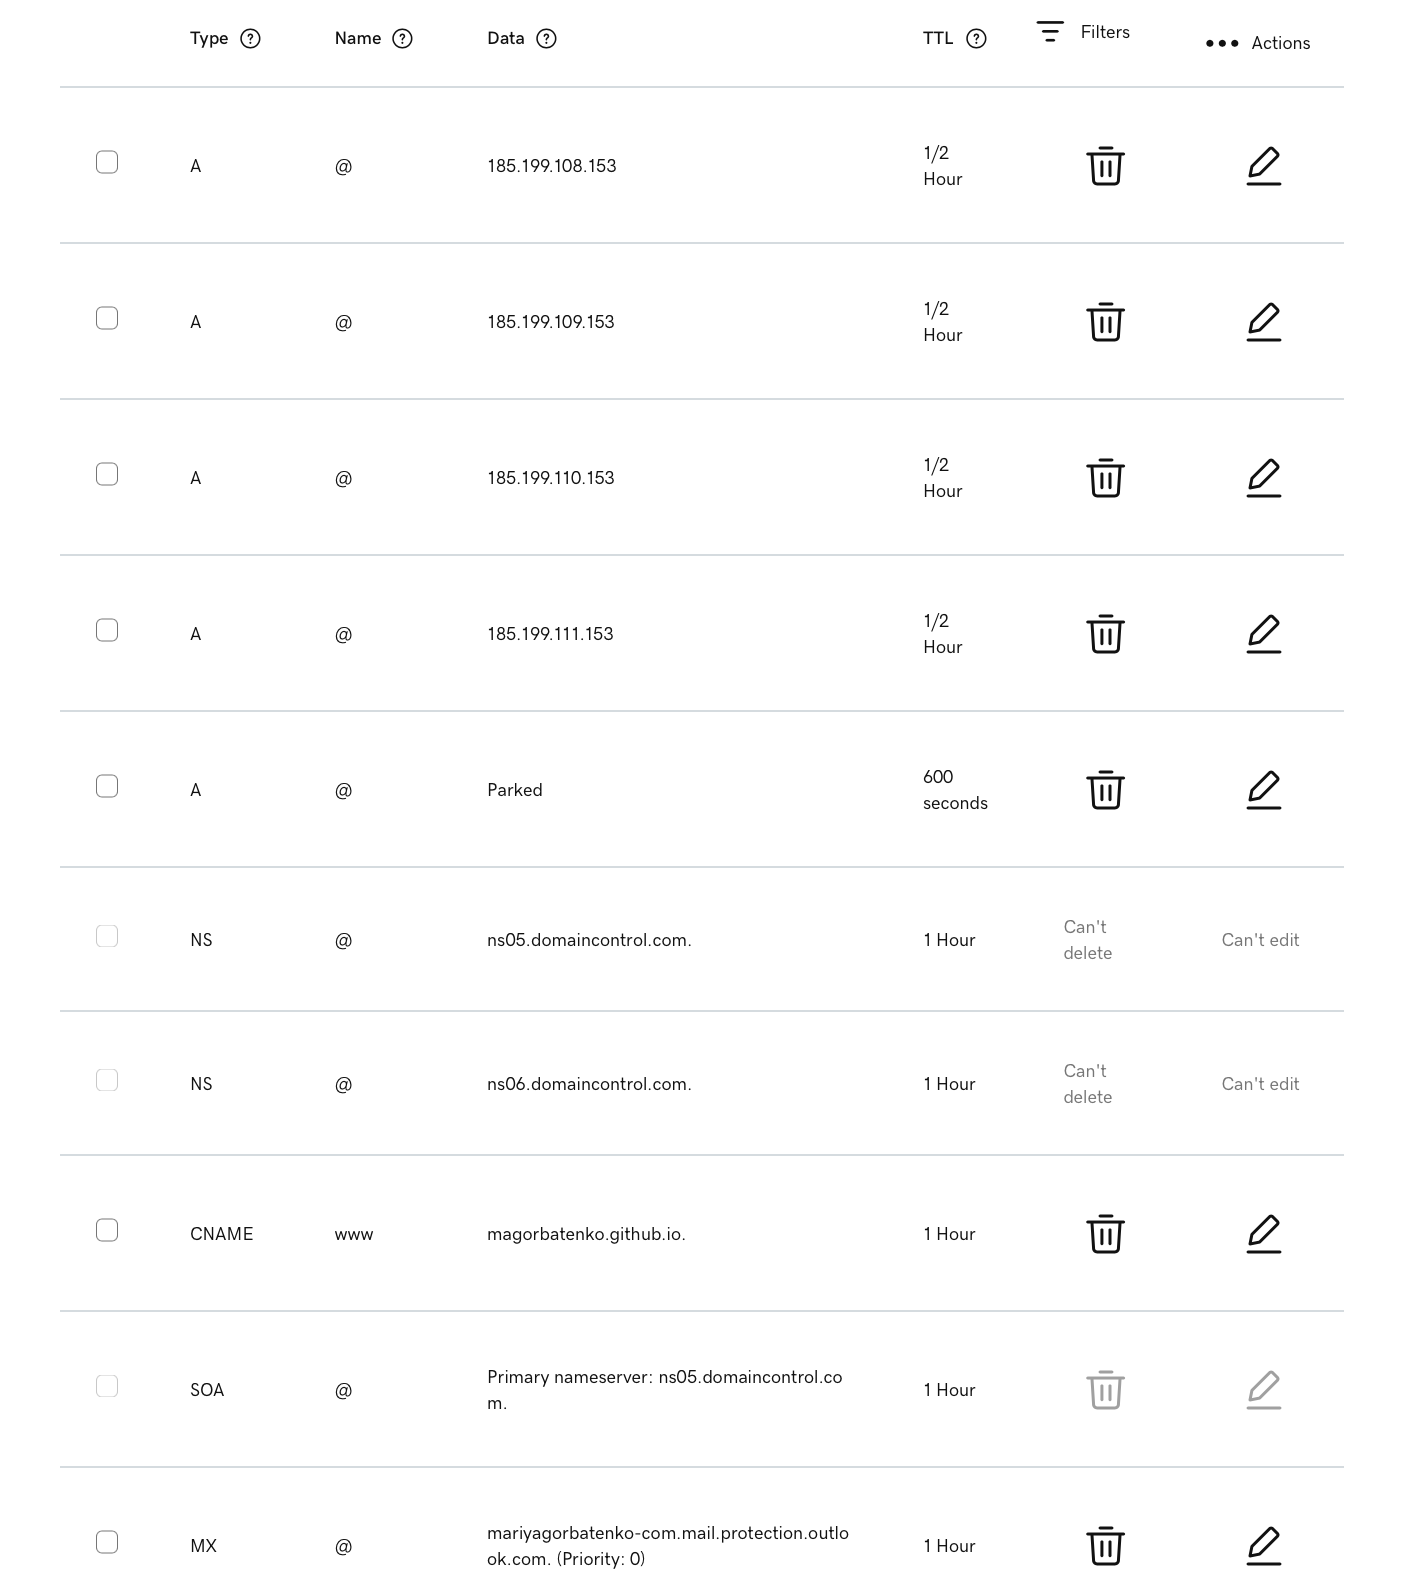 Type Name Data TTL Filters Actions
A @ 185.199.108.153 1/2 Hour
A @ 185.199.109.153 1/2 Hour
A @ 185.199.110.153 1/2 Hour
A @ 185.199.111.153 1/2 Hour
A @ Parked 600 seconds
NS @ ns05.domaincontrol.com. 1 Hour Can't delete Can't edit
NS @ ns06.domaincontrol.com. 1 Hour Can't delete Can't edit
CNAME www magorbatenko.github.io. 1 Hour
SOA @ Primary nameserver: ns05.domaincontrol.co
m. 1 Hour
MX @ mariyagorbatenko-com.mail.protection.outlo
ok.com. (Priority: 0) 1 Hour